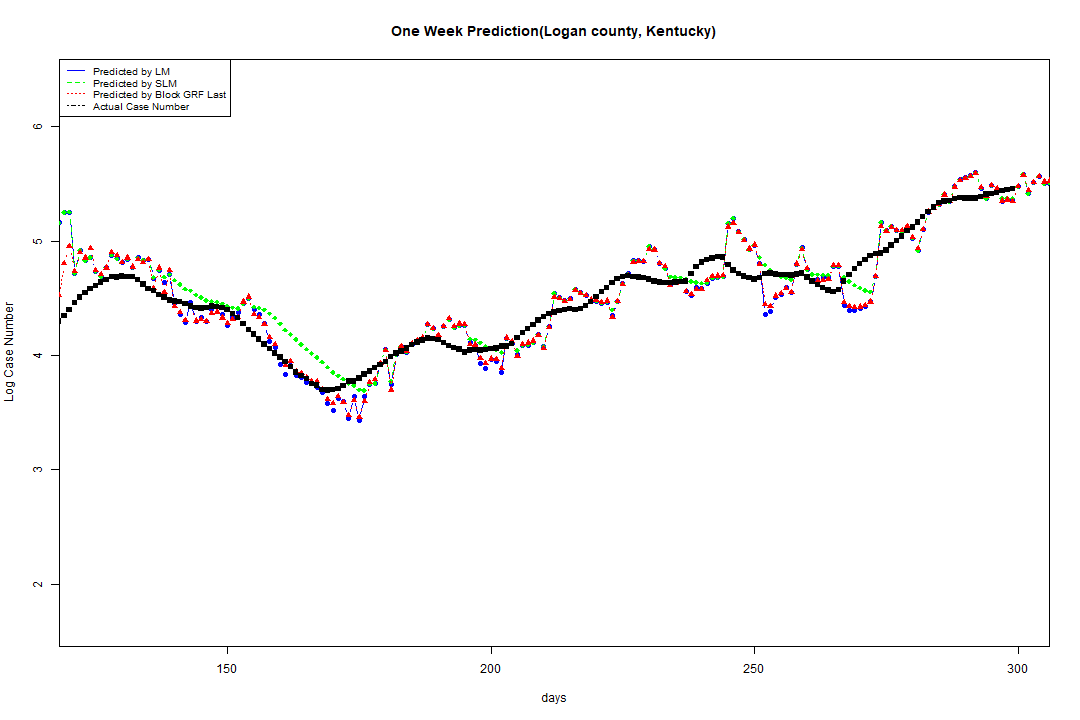 One Week Prediction(Logan county, Kentucky)
Predicted by LM
Predicted by SLM
Predicted by Block GRF Last
Actual Case Number
Log Case Number
6
5
4
3
2
150 200 250 300
days